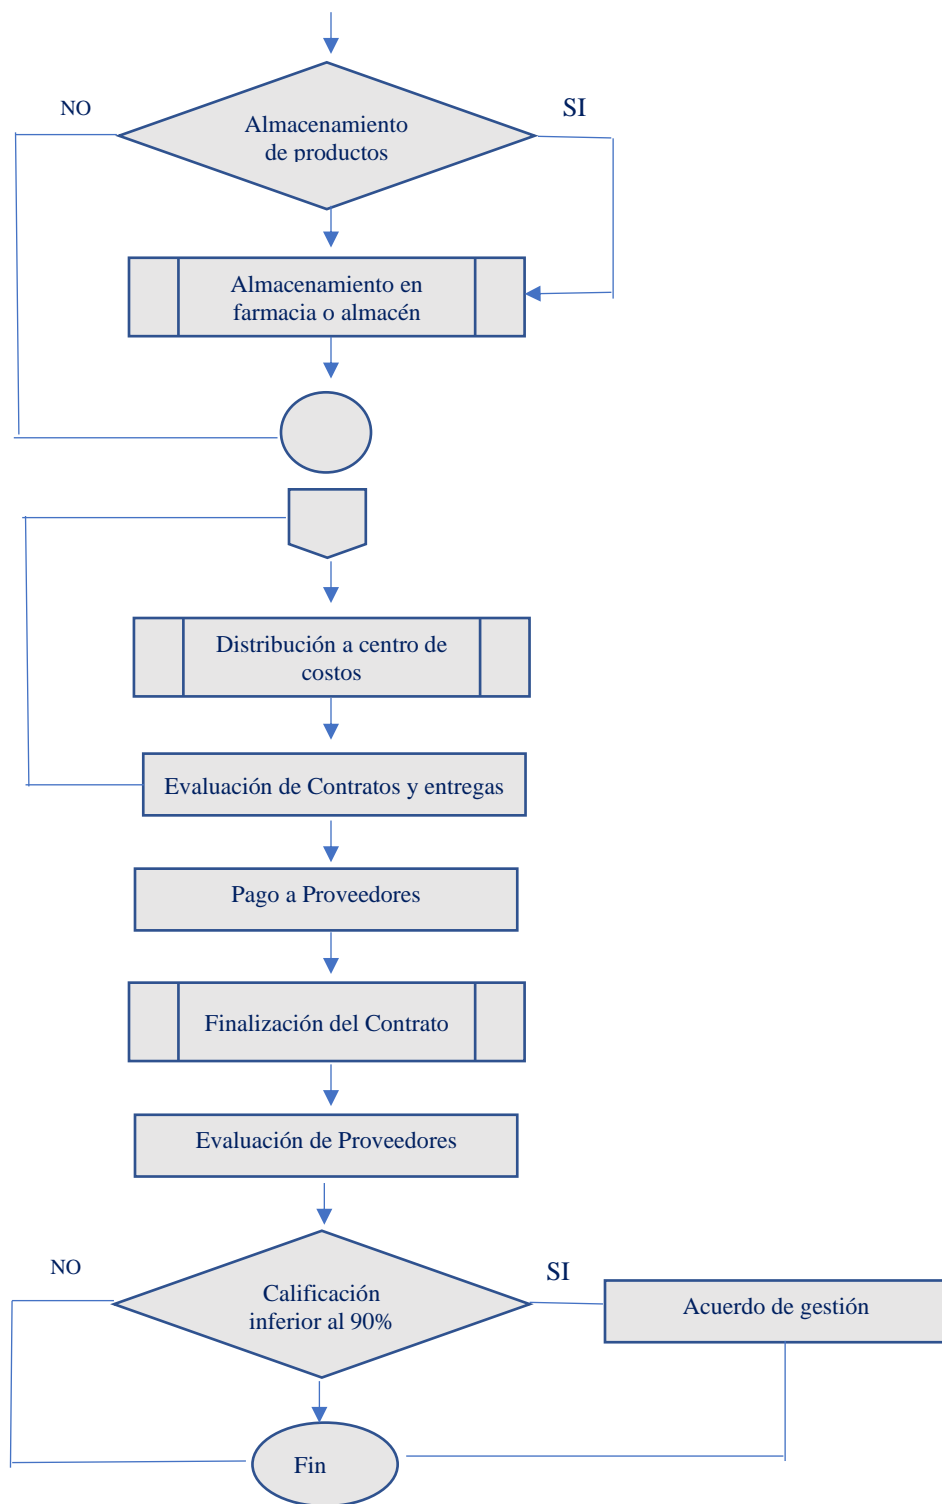 NO
SI
Almacenamiento
de productos
Almacenamiento en
farmacia o almacén
Distribución a centro de
costos
Evaluación de Contratos y entregas
Pago a Proveedores
Finalización del Contrato
Evaluación de Proveedores
NO
SI
Calificación
inferior al 90%
Acuerdo de gestión
Fin